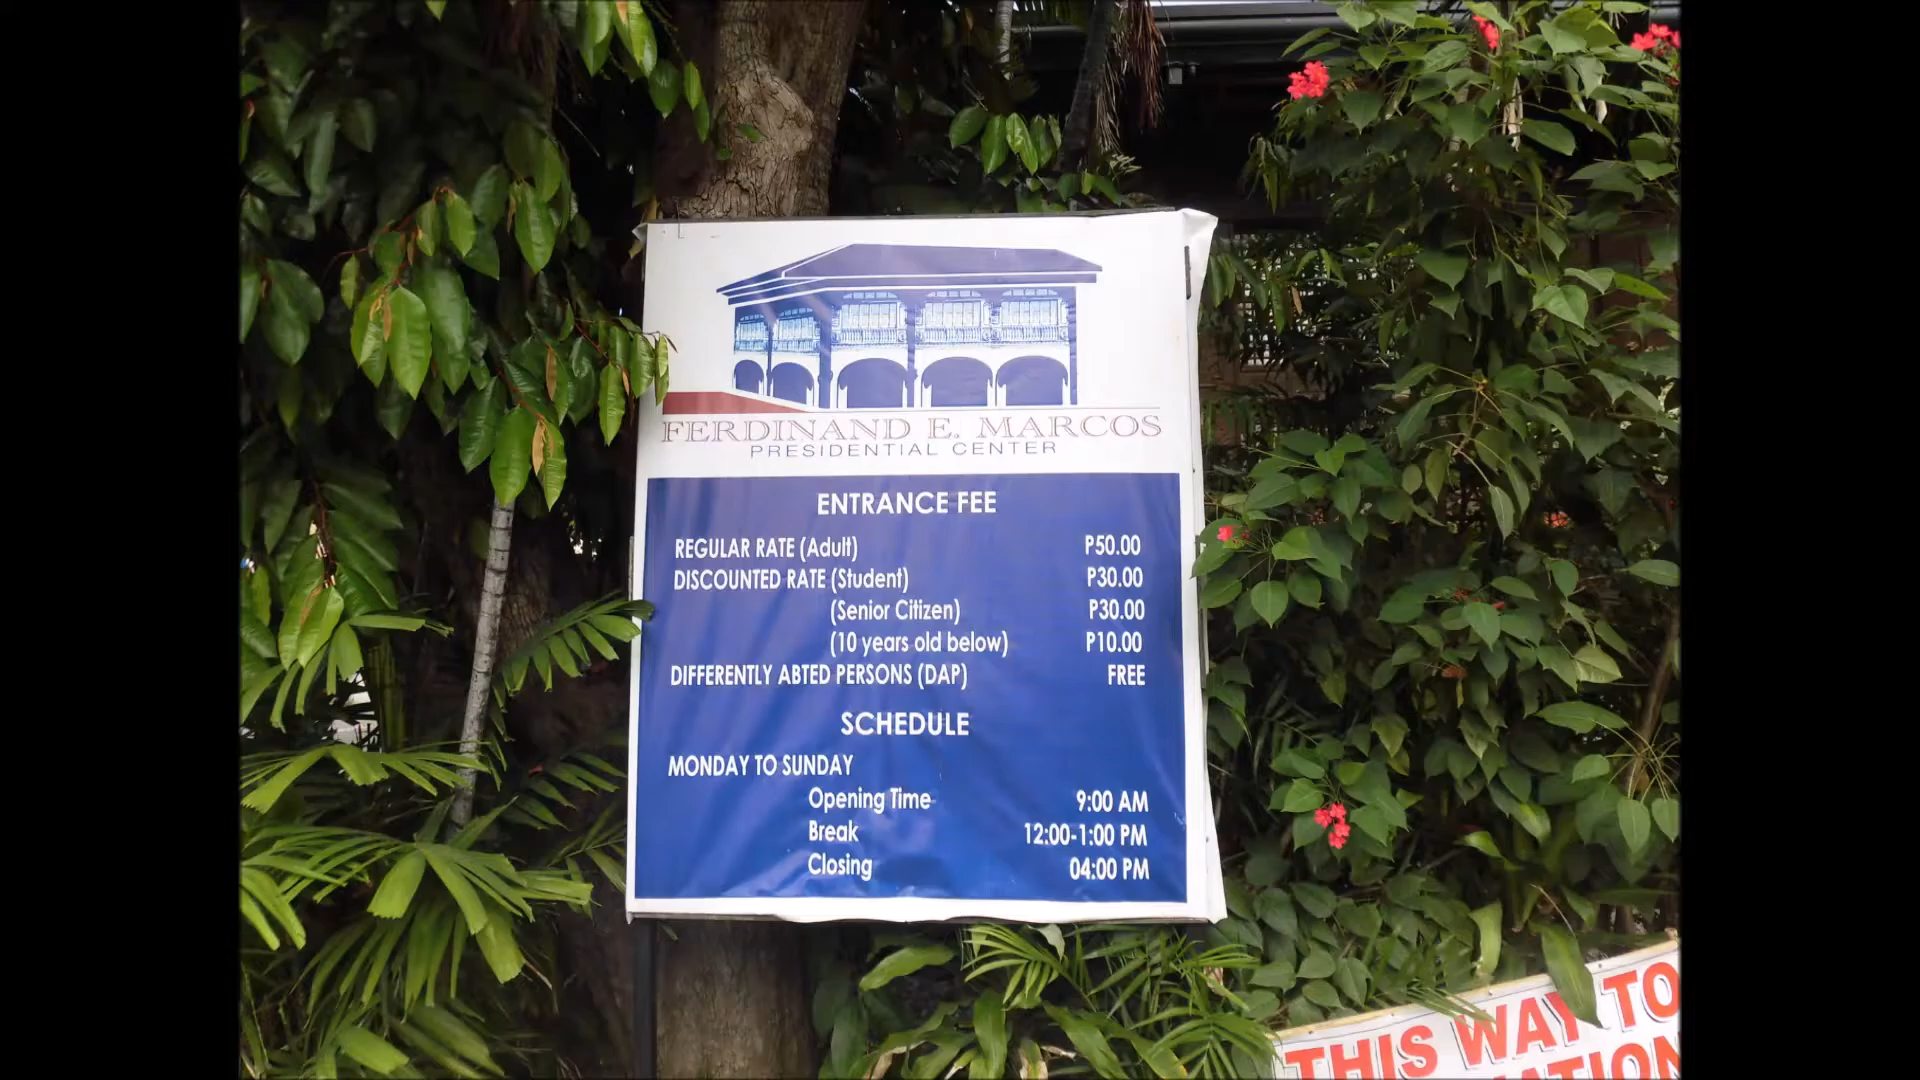 FERDINAND E. MARCOS
PRESIDENTIAL CENTER
ENTRANCE FEE
REGULAR RATE (Adult) P50.00
DISCOUNTED RATE (Student) P30.00
(Senior Citizen) P30.00
(10 years old below) P10.00
DIFFERENTLY ABTED PERSONS (DAP) FREE
SCHEDULE
MONDAY TO SUNDAY
Opening Time 9:00 AM
Break 12:00-1:00 PM
Closing 04:00 PM
THIS WAY TO